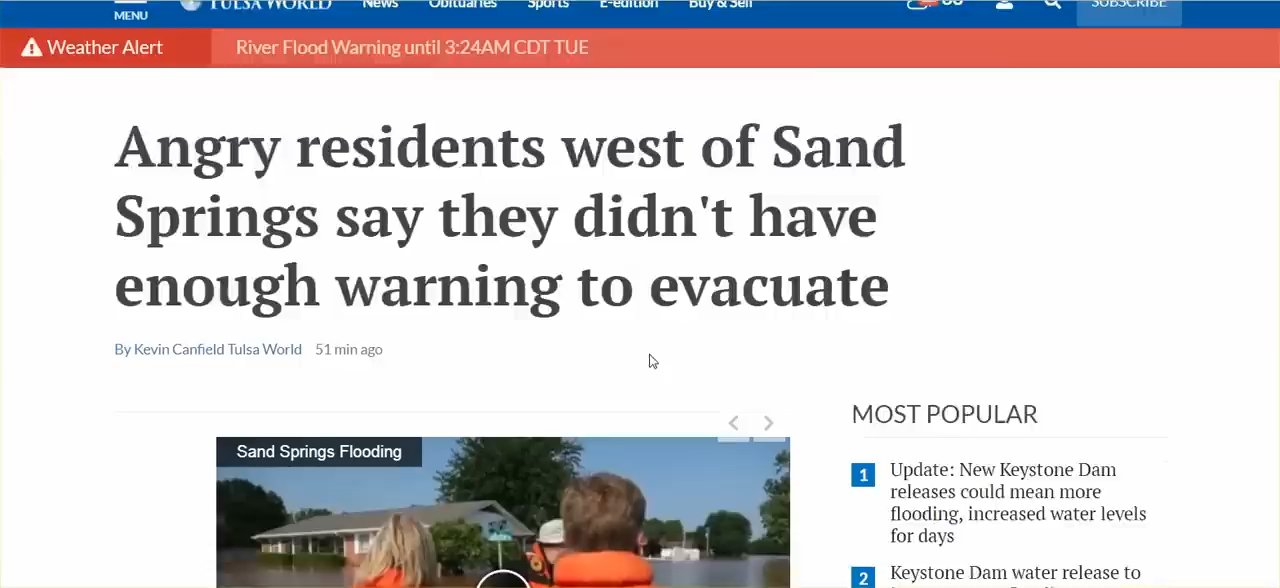 MENU
TULSA WORLD
News
Obituaries
Sports
E-edition
Buy & Sell
SUBSCRIBE
Weather Alert
River Flood Warning until 3:24AM CDT TUE
Angry residents west of Sand
Springs say they didn't have
enough warning to evacuate
By Kevin Canfield Tulsa World 51 min ago
Sand Springs Flooding
MOST POPULAR
1
Update: New Keystone Dam
releases could mean more
flooding, increased water levels
for days
2
Keystone Dam water release to